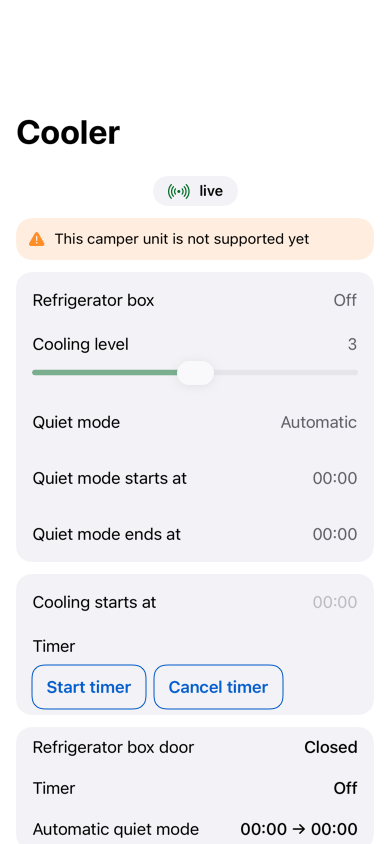 Cooler
live
This camper unit is not supported yet
Refrigerator box Off
Cooling level 3
Quiet mode Automatic
Quiet mode starts at 00:00
Quiet mode ends at 00:00
Cooling starts at 00:00
Timer
Start timer Cancel timer
Refrigerator box door Closed
Timer Off
Automatic quiet mode 00:00 → 00:00